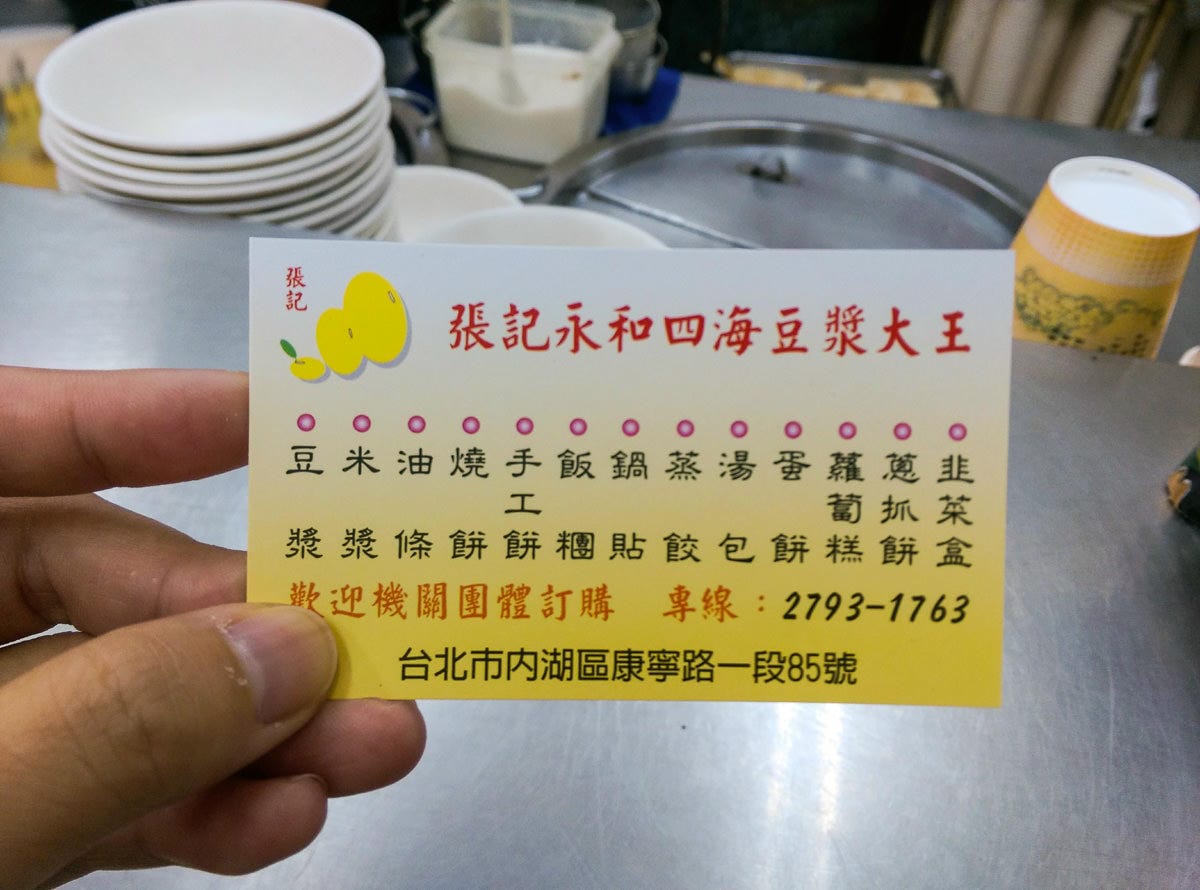 張記
張記永和四海豆漿大王
豆漿
米漿
油條
燒餅
手工餅
飯糰
鍋貼
蒸餃
湯包
蛋餅
蘿蔔糕
蔥抓餅
韭菜盒
歡迎機關團體訂購 專線：2793-1763
台北市内湖區康寧路一段85號